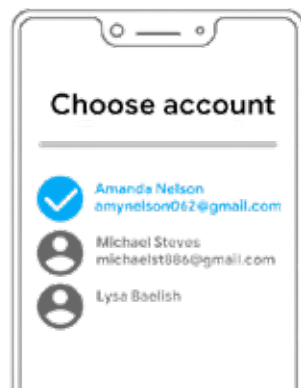 Choose account
Amanda Nelson
amynelson062@gmail.com
Michael Steves
michaelst886@gmail.com
Lysa Baelish